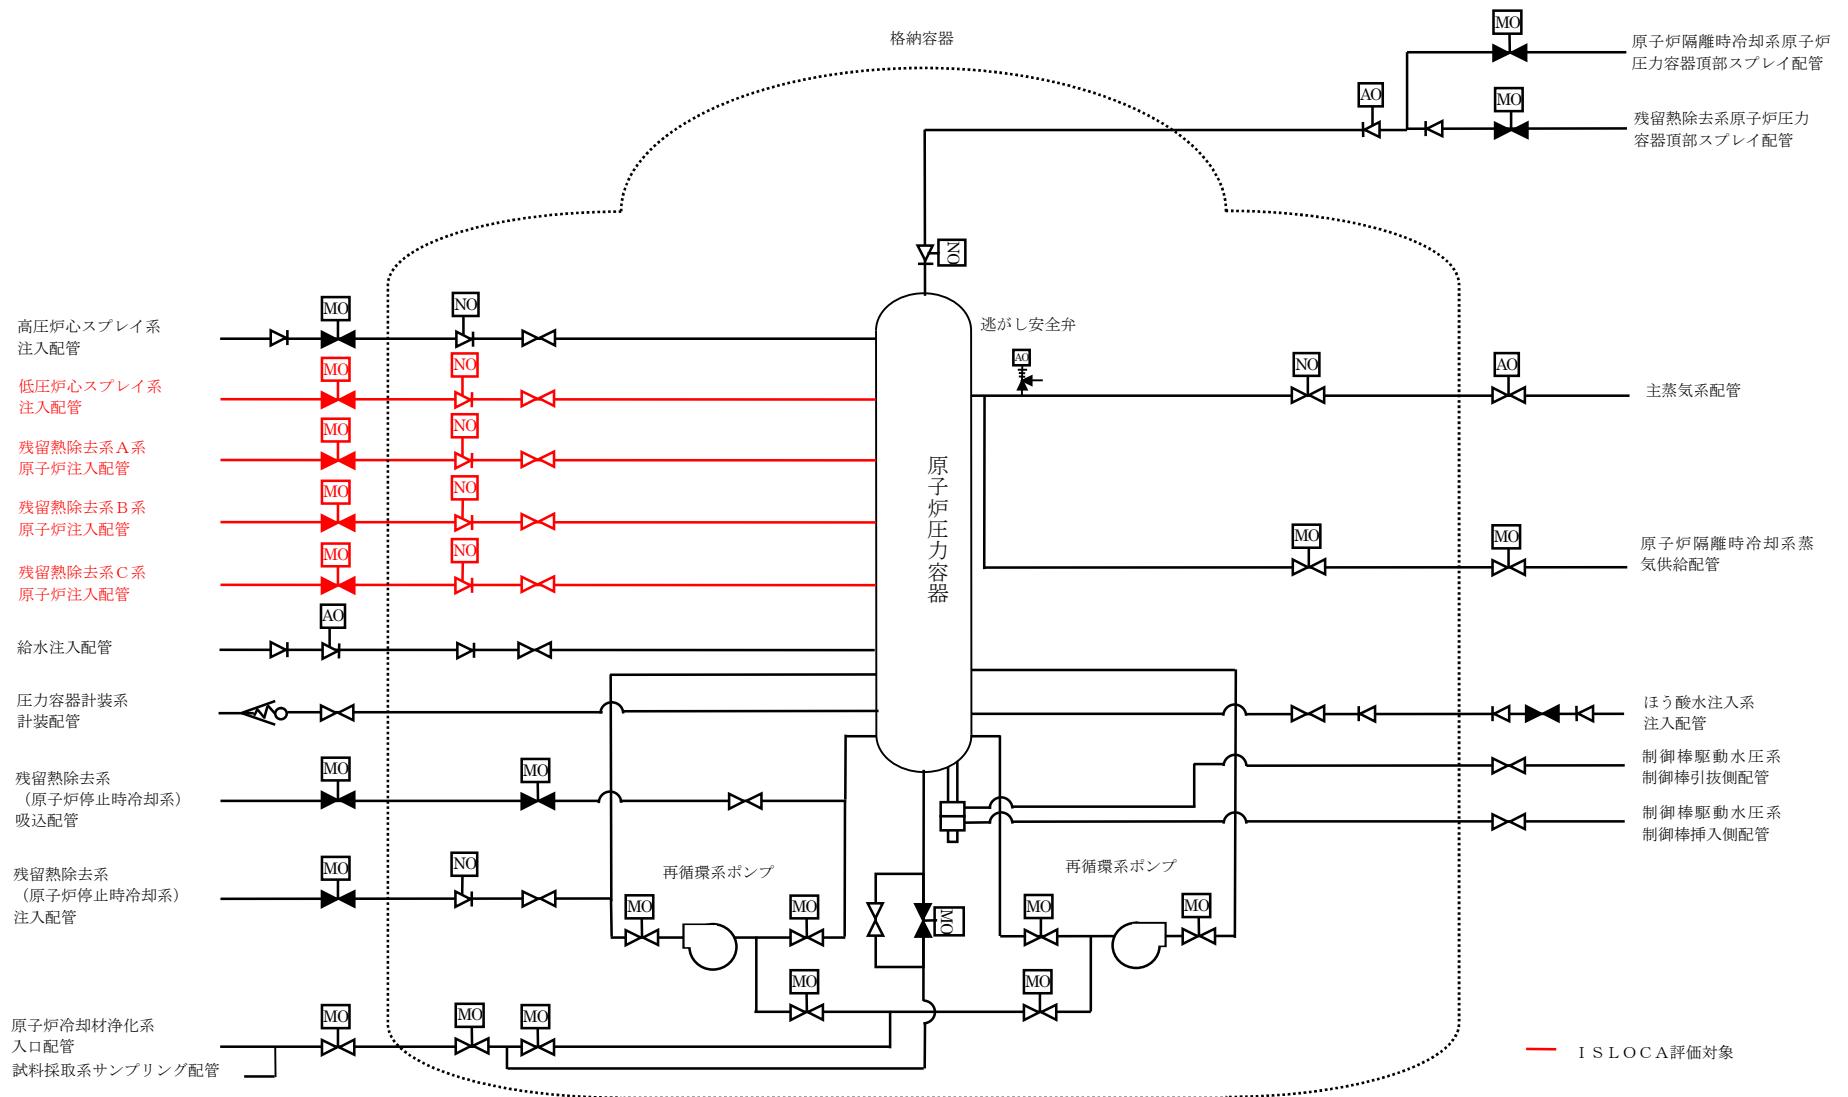 格納容器
MO
原子炉隔離時冷却系原子炉
圧力容器頂部スプレイ配管
AO
MO
残留熱除去系原子炉圧力
容器頂部スプレイ配管
NO
高圧炉心スプレイ系
注入配管
MO
NO
逃がし安全弁
AO
低圧炉心スプレイ系
注入配管
MO
NO
NO
AO
主蒸気系配管
残留熱除去系A系
原子炉注入配管
MO
NO
原子炉圧力容器
残留熱除去系B系
原子炉注入配管
MO
NO
残留熱除去系C系
原子炉注入配管
MO
NO
MO
MO
原子炉隔離時冷却系蒸
気供給配管
給水注入配管
AO
圧力容器計装系
計装配管
ほう酸水注入系
注入配管
残留熱除去系
(原子炉停止時冷却系)
吸込配管
MO
MO
制御棒駆動水圧系
制御棒引抜側配管
制御棒駆動水圧系
制御棒挿入側配管
残留熱除去系
(原子炉停止時冷却系)
注入配管
MO
NO
再循環系ポンプ
再循環系ポンプ
MO
MO
MO
MO
MO
MO
MO
原子炉冷却材浄化系
入口配管
MO
MO
MO
試料採取系サンプリング配管
ISLOCA評価対象